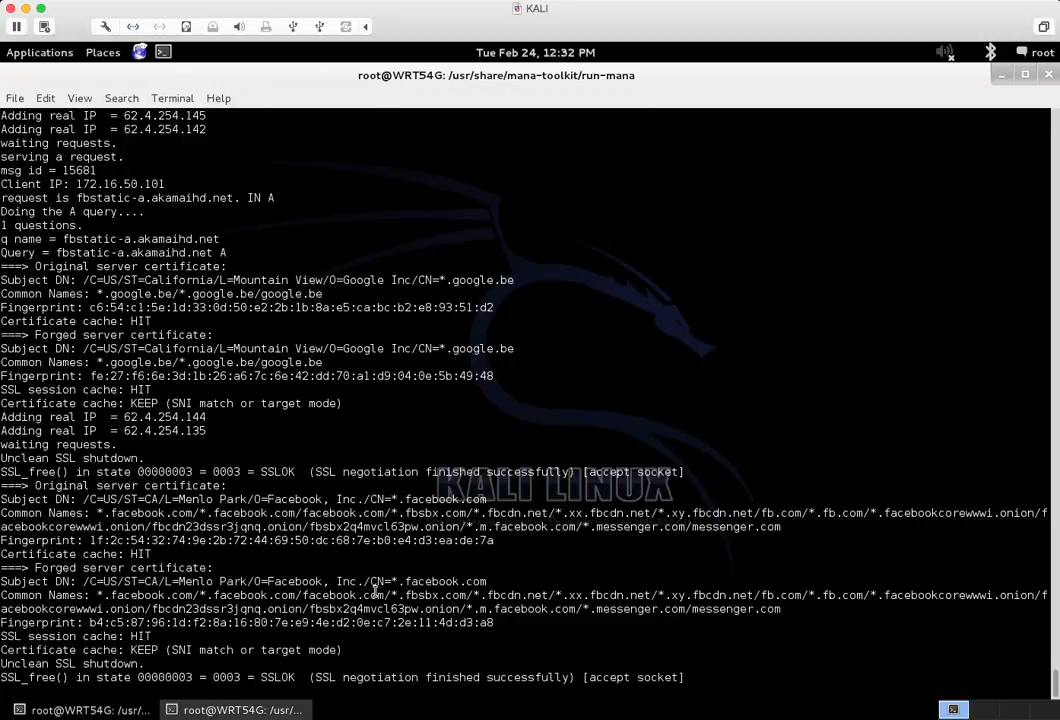 KALI
Applications Places Tue Feb 24, 12:32 PM root
root@WRT54G: /usr/share/mana-toolkit/run-mana
File Edit View Search Terminal Help
Adding real IP  = 62.4.254.145
Adding real IP  = 62.4.254.142
waiting requests.
serving a request.
msg id = 15681
Client IP: 172.16.50.101
request is fbstatic-a.akamaihd.net. IN A
Doing the A query....
1 questions.
q name = fbstatic-a.akamaihd.net
Query = fbstatic-a.akamaihd.net A
===> Original server certificate:
Subject DN: /C=US/ST=California/L=Mountain View/O=Google Inc/CN=*.google.be
Common Names: *.google.be/*.google.be/google.be
Fingerprint: c6:54:c1:5e:1d:33:0d:50:e2:2b:1b:8a:e5:ca:bc:b2:e8:93:51:d2
Certificate cache: HIT
===> Forged server certificate:
Subject DN: /C=US/ST=California/L=Mountain View/O=Google Inc/CN=*.google.be
Common Names: *.google.be/*.google.be/google.be
Fingerprint: fe:27:f6:6e:3d:1b:26:a6:7c:6e:42:dd:70:a1:d9:04:0e:5b:49:48
SSL session cache: HIT
Certificate cache: KEEP (SNI match or target mode)
Adding real IP  = 62.4.254.144
Adding real IP  = 62.4.254.135
waiting requests.
Unclean SSL shutdown.
SSL_free() in state 00000003 = 0003 = SSLOK  (SSL negotiation finished successfully) [accept socket]
KALI LINUX
===> Original server certificate:
Subject DN: /C=US/ST=CA/L=Menlo Park/O=Facebook, Inc./CN=*.facebook.com
Common Names: *.facebook.com/*.facebook.com/facebook.com/*.fbsbx.com/*.fbcdn.net/*.xx.fbcdn.net/*.xy.fbcdn.net/fb.com/*.fb.com/*.facebookcorewwwi.onion/f
acebookcorewwwi.onion/fbcdn23dssr3jqnq.onion/fbsbx2q4mvcl63pw.onion/*.m.facebook.com/*.messenger.com/messenger.com
Fingerprint: 1f:2c:54:32:74:9e:2b:72:44:69:50:dc:68:7e:b0:e4:d3:ea:de:7a
Certificate cache: HIT
===> Forged server certificate:
Subject DN: /C=US/ST=CA/L=Menlo Park/O=Facebook, Inc./CN=*.facebook.com
Common Names: *.facebook.com/*.facebook.com/facebook.com/*.fbsbx.com/*.fbcdn.net/*.xx.fbcdn.net/*.xy.fbcdn.net/fb.com/*.fb.com/*.facebookcorewwwi.onion/f
acebookcorewwwi.onion/fbcdn23dssr3jqnq.onion/fbsbx2q4mvcl63pw.onion/*.m.facebook.com/*.messenger.com/messenger.com
Fingerprint: b4:c5:87:96:1d:f2:8a:16:80:7e:e9:4e:d2:0e:c7:2e:11:4d:d3:a8
SSL session cache: HIT
Certificate cache: KEEP (SNI match or target mode)
Unclean SSL shutdown.
SSL_free() in state 00000003 = 0003 = SSLOK  (SSL negotiation finished successfully) [accept socket]
root@WRT54G: /usr/... root@WRT54G: /usr/...